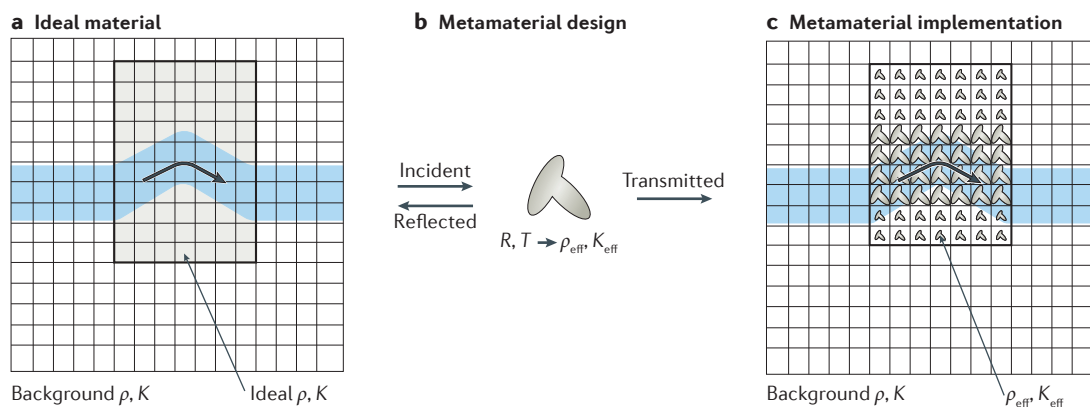 a Ideal material
b Metamaterial design
c Metamaterial implementation
Incident
Reflected
Transmitted
R, T → ρeff, Keff
Background ρ, K
Ideal ρ, K
Background ρ, K
ρeff, Keff